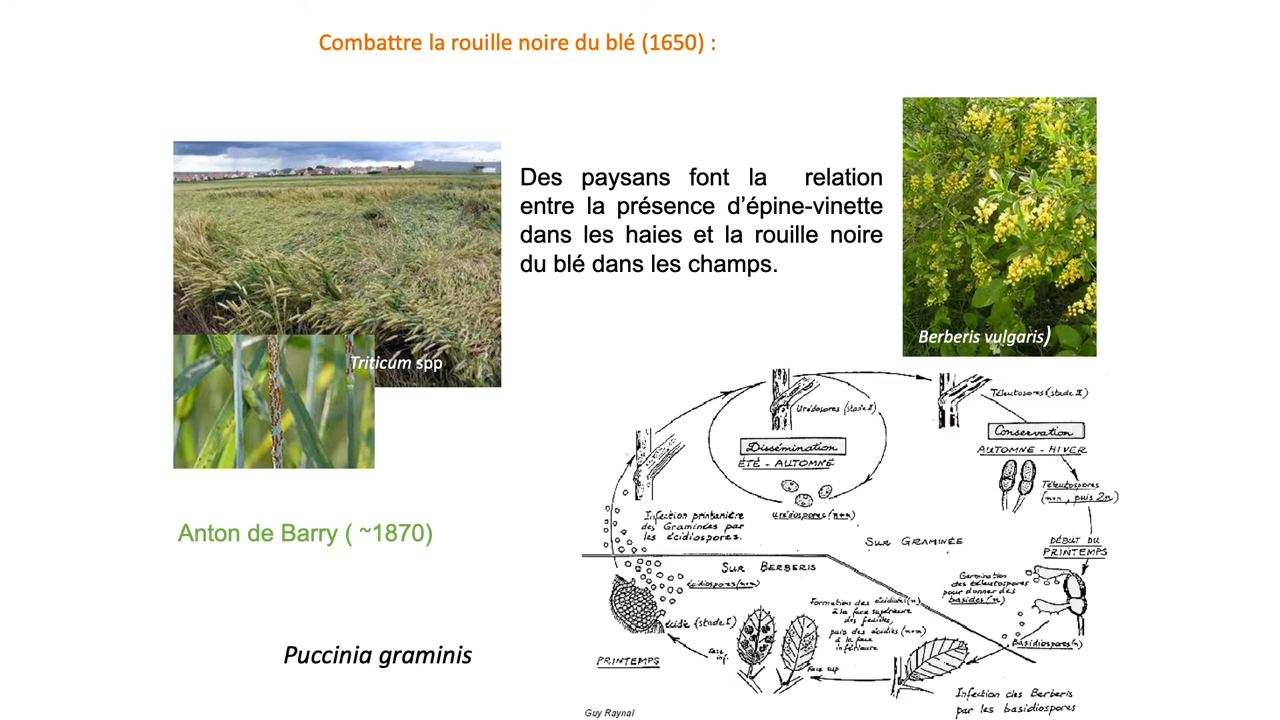 Combattre la rouille noire du blé (1650) :
Des paysans font la relation
entre la présence d’épine-vinette
dans les haies et la rouille noire
du blé dans les champs.
Berberis vulgaris)
Triticum spp
Anton de Barry ( ~1870)
Puccinia graminis
Urédosores (stade II)
Téleutosores (stade III)
Dissémination
ÉTÉ - AUTOMNE
Conservation
AUTOMNE - HIVER
Téleutospores
(n+n, puis 2n)
urédospores (n+n)
Infection printanière
des Graminées par
les écidiospores.
SUR GRAMINÉE
DÉBUT DU
PRINTEMPS
SUR BERBERIS
écidiospores (n+n)
Germination
des téleutospores
pour donner des
basides (n)
Formation des écidioles (n)
à la face supérieure
des feuilles,
puis des écidies (n+n)
à la face
inférieure
écidie (stade I)
basidiospores (n)
PRINTEMPS
Face
inf.
Face sup.
Infection des Berberis
par les basidiospores
Guy Raynal